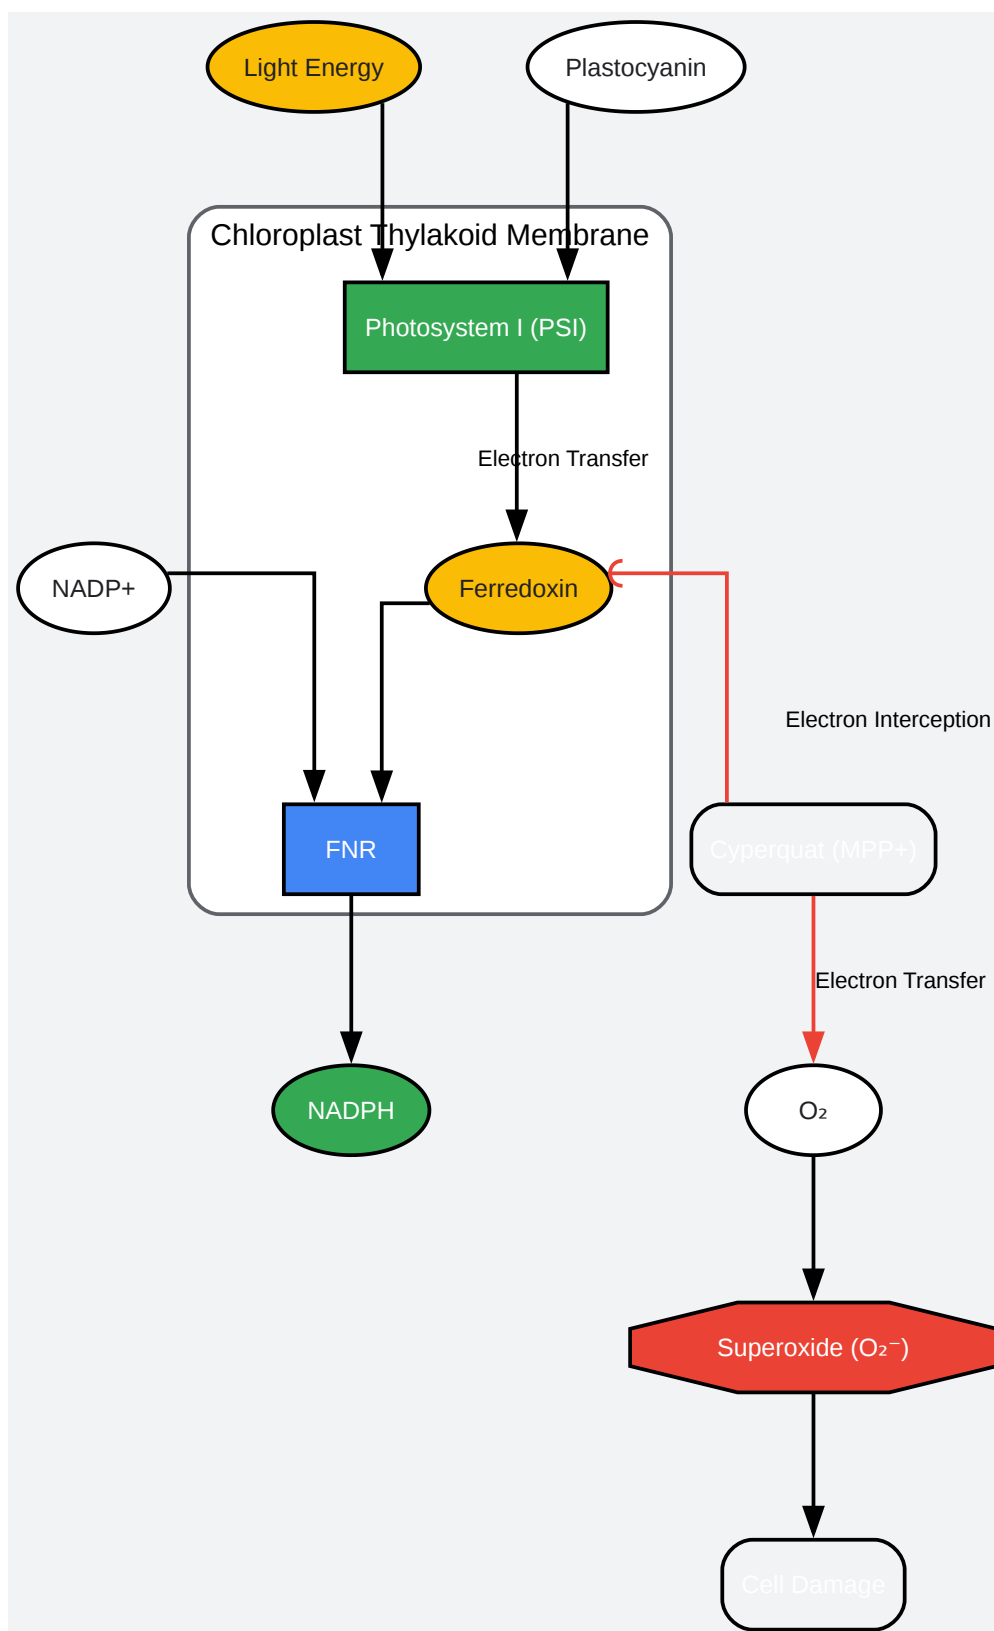 Light Energy
Plastocyanin
Chloroplast Thylakoid Membrane
Photosystem I (PSI)
Electron Transfer
NADP+
Ferredoxin
Electron Interception
FNR
Cyperquat (MPP+)
Electron Transfer
NADPH
O₂
Superoxide (O₂⁻)
Cell Damage